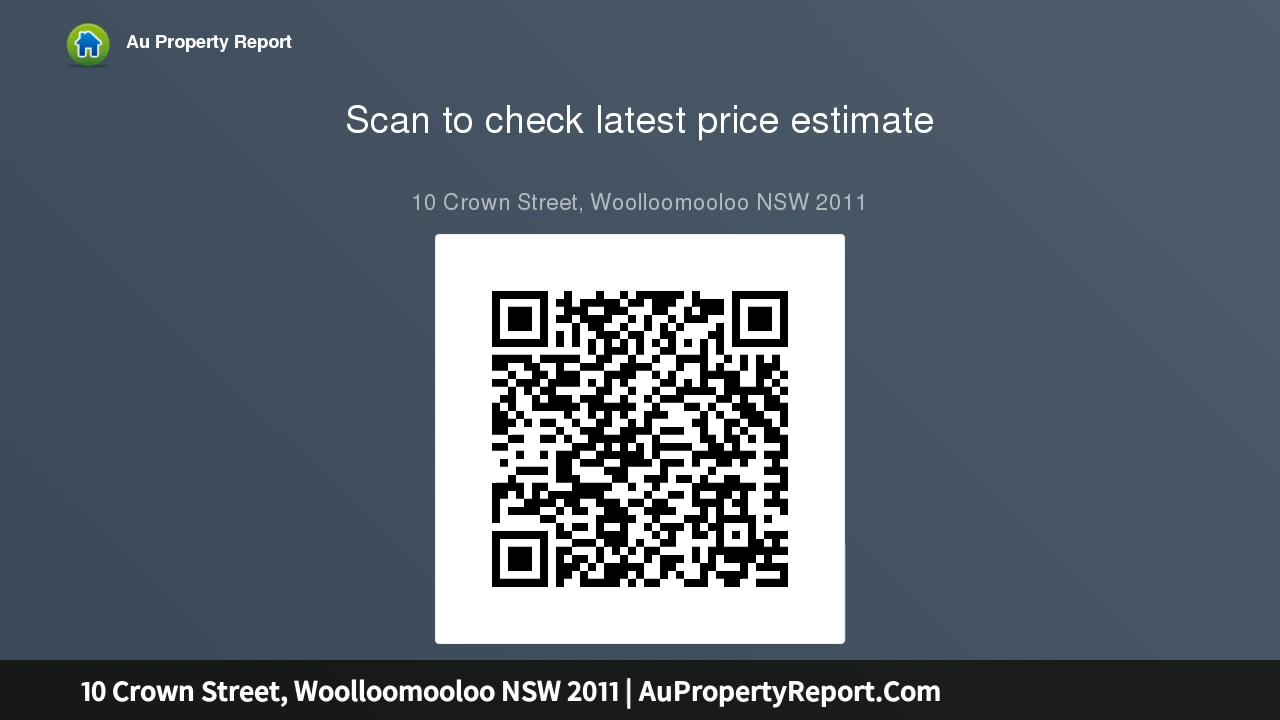 Au Property Report
Scan to check latest price estimate
10 Crown Street, Woolloomooloo NSW 2011
10 Crown Street, Woolloomooloo NSW 2011 | AuPropertyReport.Com